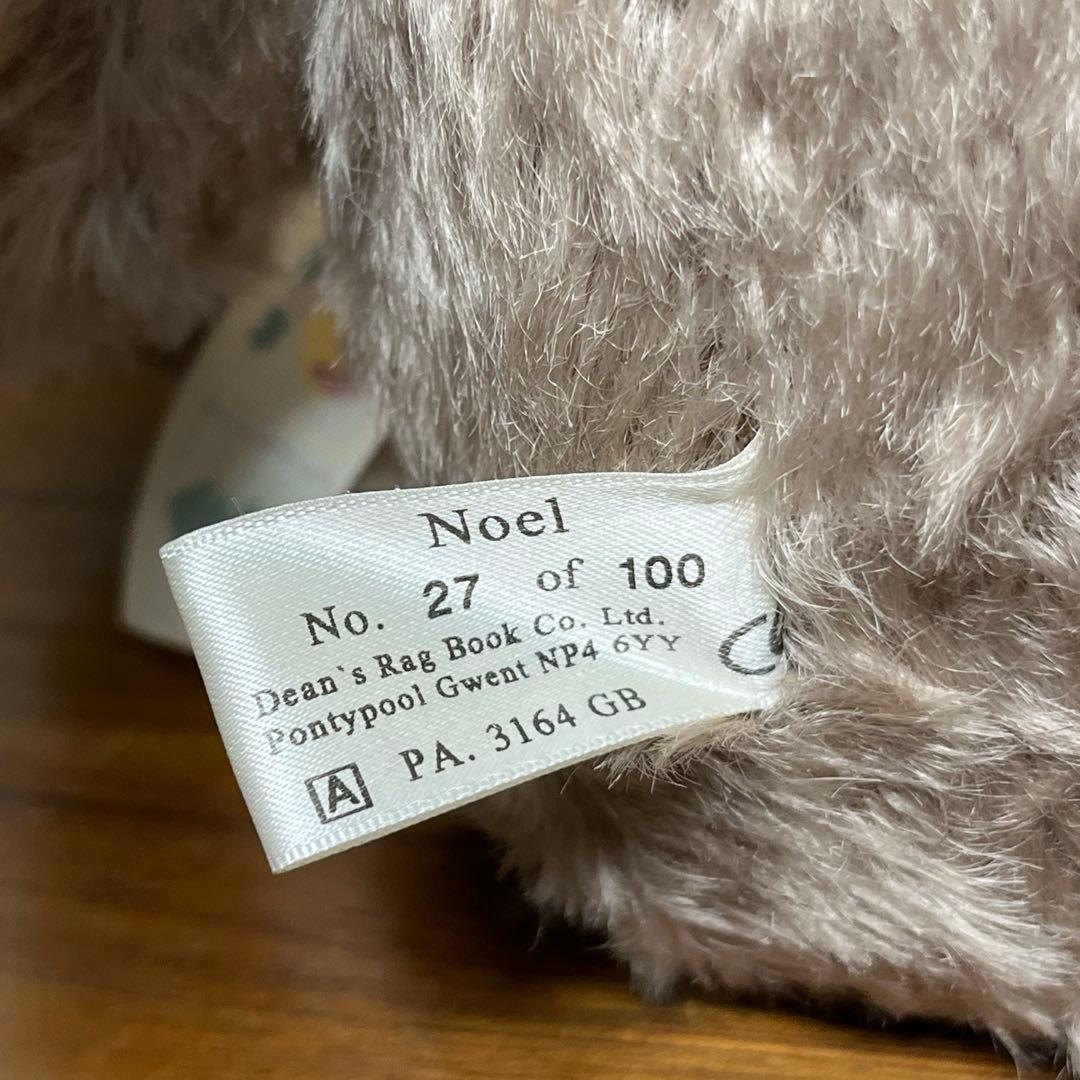 Noel
No. 27 of 100
Dean`s Rag Book Co. Ltd.
Pontypool Gwent NP4 6YY
PA. 3164 GB
A